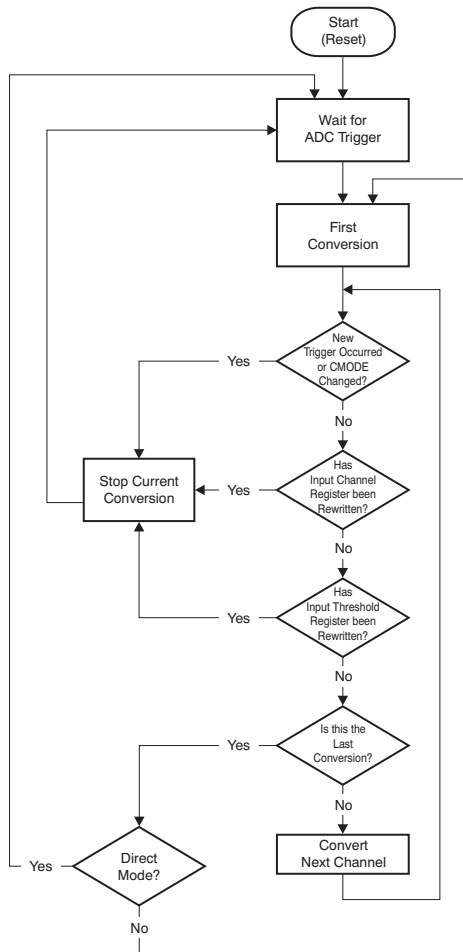 Start
(Reset)
Wait for
ADC Trigger
First
Conversion
New
Trigger Occurred
or CMODE
Changed?
Yes
No
Stop Current
Conversion
Yes
Has
Input Channel
Register been
Rewritten?
No
Has
Input Threshold
Register been
Rewritten?
Yes
No
Is this the
Last
Conversion?
Yes
No
Yes
Direct
Mode?
Convert
Next Channel
No